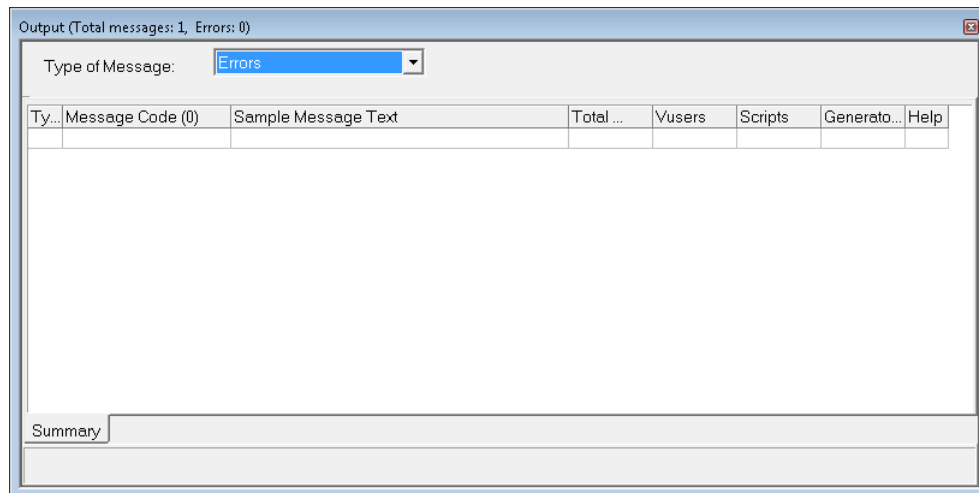 Output (Total messages: 1, Errors: 0)
Type of Message: Errors
Ty... Message Code (0) Sample Message Text Total ... Vusers Scripts Generato... Help
Summary